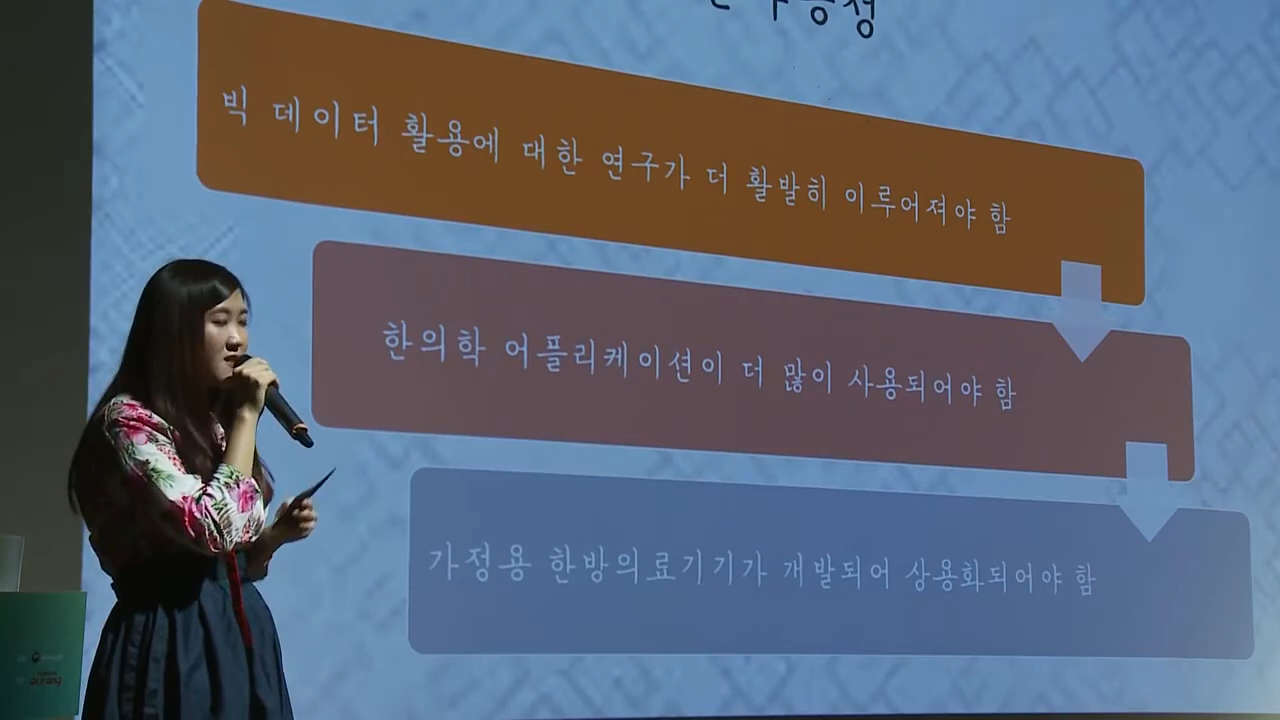 빅 데이터 활용에 대한 연구가 더 활발히 이루어져야 함
한의학 어플리케이션이 더 많이 사용되어야 함
가정용 한방의료기기가 개발되어 상용화되어야 함